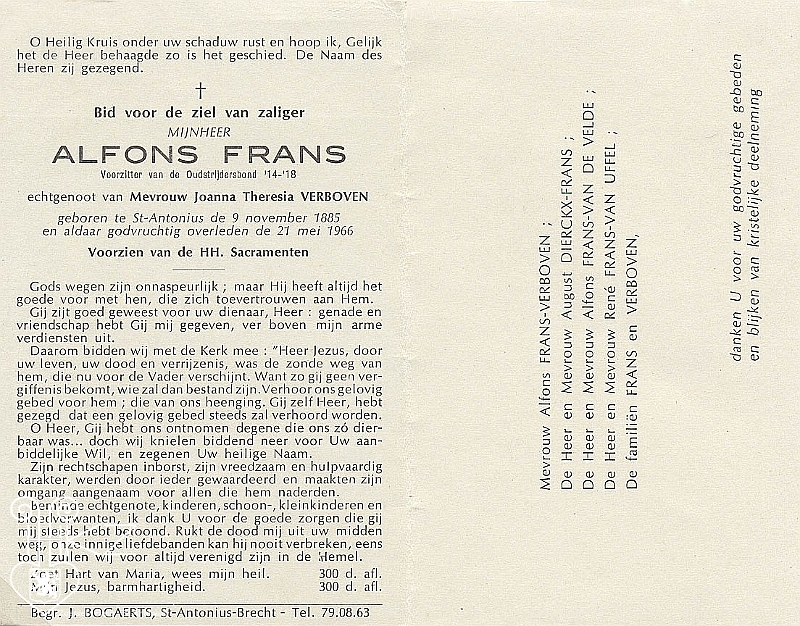 O Heilig Kruis onder uw schaduw rust en hoop ik, Gelijk
het de Heer behaagde zo is het geschied. De Naam des
Heren zij gezegend.
†
Bid voor de ziel van zaliger
MIJNHEER
ALFONS FRANS
Voorzitter van de Oudstrijdersbond '14-'18
echtgenoot van Mevrouw Joanna Theresia VERBOVEN
geboren te St-Antonius de 9 november 1885
en aldaar godvruchtig overleden de 21 mei 1966
Voorzien van de HH. Sacramenten
Gods wegen zijn onnaspeurlijk ; maar Hij heeft altijd het
goede voor met hen, die zich toevertrouwen aan Hem.
Gij zijt goed geweest voor uw dienaar, Heer : genade en
vriendschap hebt Gij mij gegeven, ver boven mijn arme
verdiensten uit.
Daarom bidden wij met de Kerk mee : "Heer Jezus, door
uw leven, uw dood en verrijzenis, was de zonde weg van
hem, die nu voor de Vader verschijnt. Want zo gij geen ver-
giffenis bekomt, wie zal dan bestand zijn. Verhoor ons gelovig
gebed voor hem ; die van ons heenging. Gij zelf Heer, hebt
gezegd dat een gelovig gebed steeds zal verhoord worden.
O Heer, Gij hebt ons ontnomen degene die ons zó dier-
baar was... doch wij knielen biddend neer voor Uw aan-
biddelijke Wil, en zegenen Uw heilige Naam.
Zijn rechtschapen inborst, zijn vreedzaam en hulpvaardig
karakter, werden door ieder gewaardeerd en maakten zijn
omgang aangenaam voor allen die hem naderden.
Beminde echtgenote, kinderen, schoon-, kleinkinderen en
bloedverwanten, ik dank U voor de goede zorgen die gij
mij steeds hebt betoond. Rukt de dood mij uit uw midden
weg, onze innige liefdebanden kan hij nooit verbreken, eens
toch zullen wij voor altijd verenigd zijn in de Hemel.
Zoet Hart van Maria, wees mijn heil. 300 d. afl.
Mijn Jezus, barmhartigheid. 300 d. afl.
Begr. J. BOGAERTS, St-Antonius-Brecht - Tel. 79.08.63
Mevrouw Alfons FRANS-VERBOVEN ;
De Heer en Mevrouw August DIERCKX-FRANS ;
De Heer en Mevrouw Alfons FRANS-VAN DE VELDE ;
De Heer en Mevrouw René FRANS-VAN UFFEL ;
De familiën FRANS en VERBOVEN,
danken U voor uw godvruchtige gebeden
en blijken van kristelijke deelneming